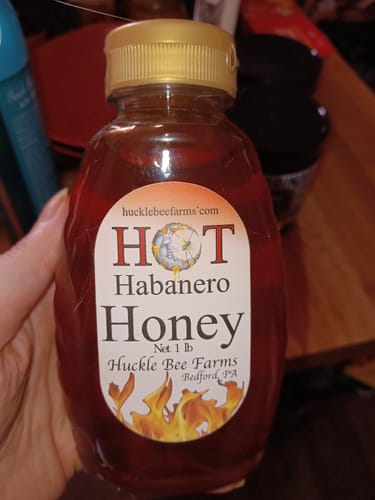 hucklebeefarms.com
HOT
Habanero
Honey
Net 1 lb
Huckle Bee Farms
Bedford, PA